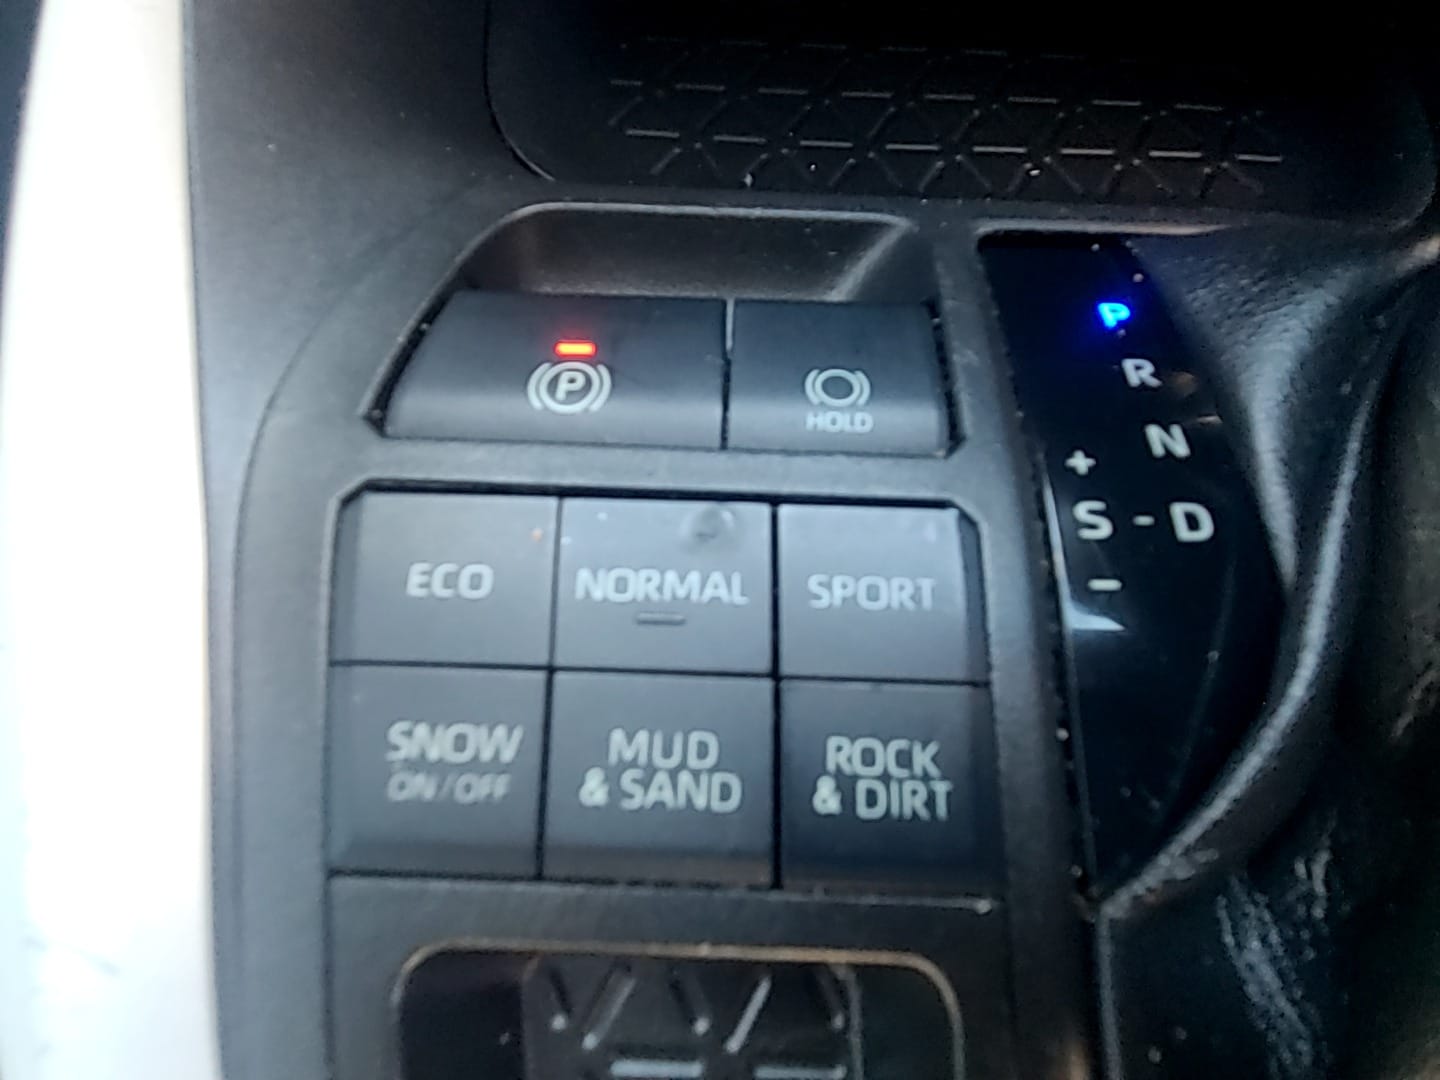 P
P
HOLD
R
N
+
S - D
-
ECO
NORMAL
SPORT
SNOW
ON/OFF
MUD
& SAND
ROCK
& DIRT